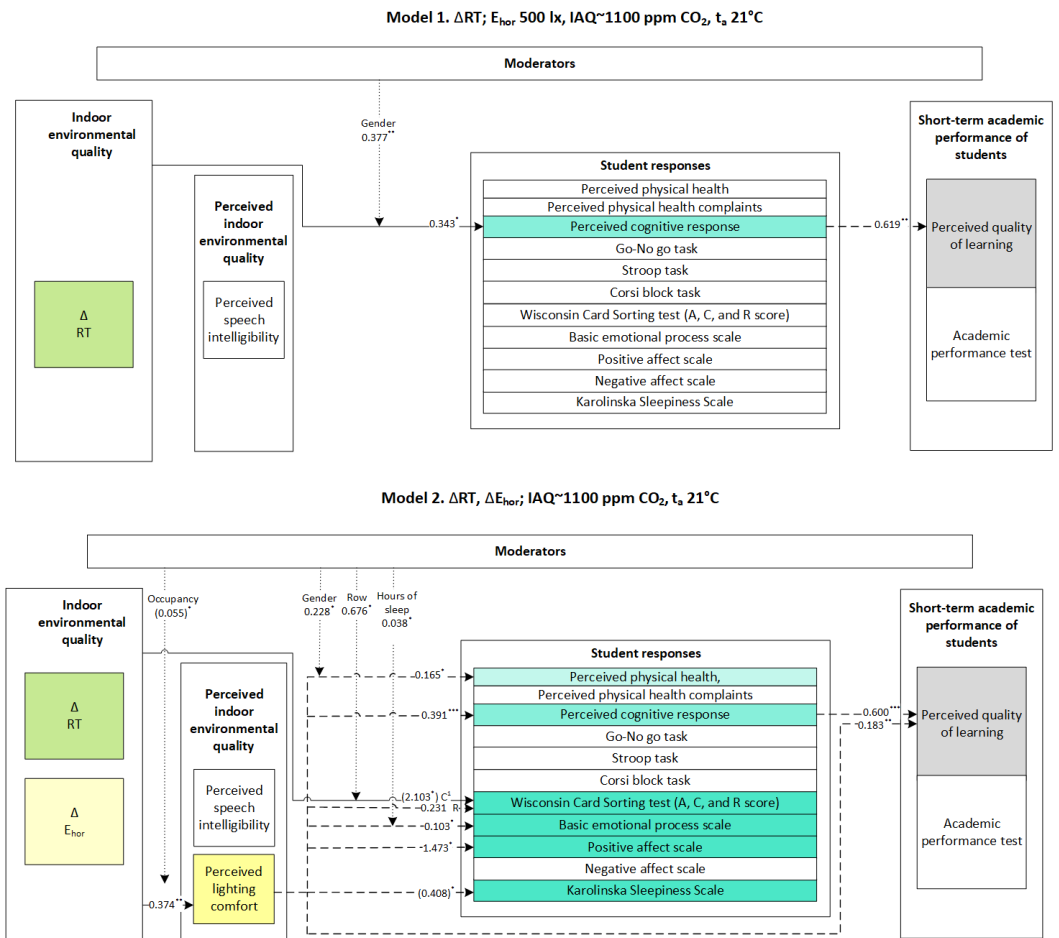 Model 1. ΔRT; E_hor 500 lx, IAQ~1100 ppm CO₂, tₐ 21°C
Moderators
Indoor
environmental
quality
Δ
RT
Perceived
indoor
environmental
quality
Perceived
speech
intelligibility
Gender
0.377**
0.343*
Student responses
Perceived physical health
Perceived physical health complaints
Perceived cognitive response
Go-No go task
Stroop task
Corsi block task
Wisconsin Card Sorting test (A, C, and R score)
Basic emotional process scale
Positive affect scale
Negative affect scale
Karolinska Sleepiness Scale
0.619**
Short-term academic
performance of
students
Perceived quality
of learning
Academic
performance test
Model 2. ΔRT, ΔE_hor; IAQ~1100 ppm CO₂, tₐ 21°C
Moderators
Indoor
environmental
quality
Δ
RT
Δ
E_hor
Occupancy
(0.055)*
0.374**
Perceived
indoor
environmental
quality
Perceived
speech
intelligibility
Perceived
lighting
comfort
Gender
0.228*
Row
0.676*
Hours of
sleep
0.038*
0.165*
0.391***
(2.103*) C¹
0.231 R
0.103*
1.473*
(0.408)*
Student responses
Perceived physical health,
Perceived physical health complaints
Perceived cognitive response
Go-No go task
Stroop task
Corsi block task
Wisconsin Card Sorting test (A, C, and R score)
Basic emotional process scale
Positive affect scale
Negative affect scale
Karolinska Sleepiness Scale
0.600***
0.183**
Short-term academic
performance of
students
Perceived quality
of learning
Academic
performance test